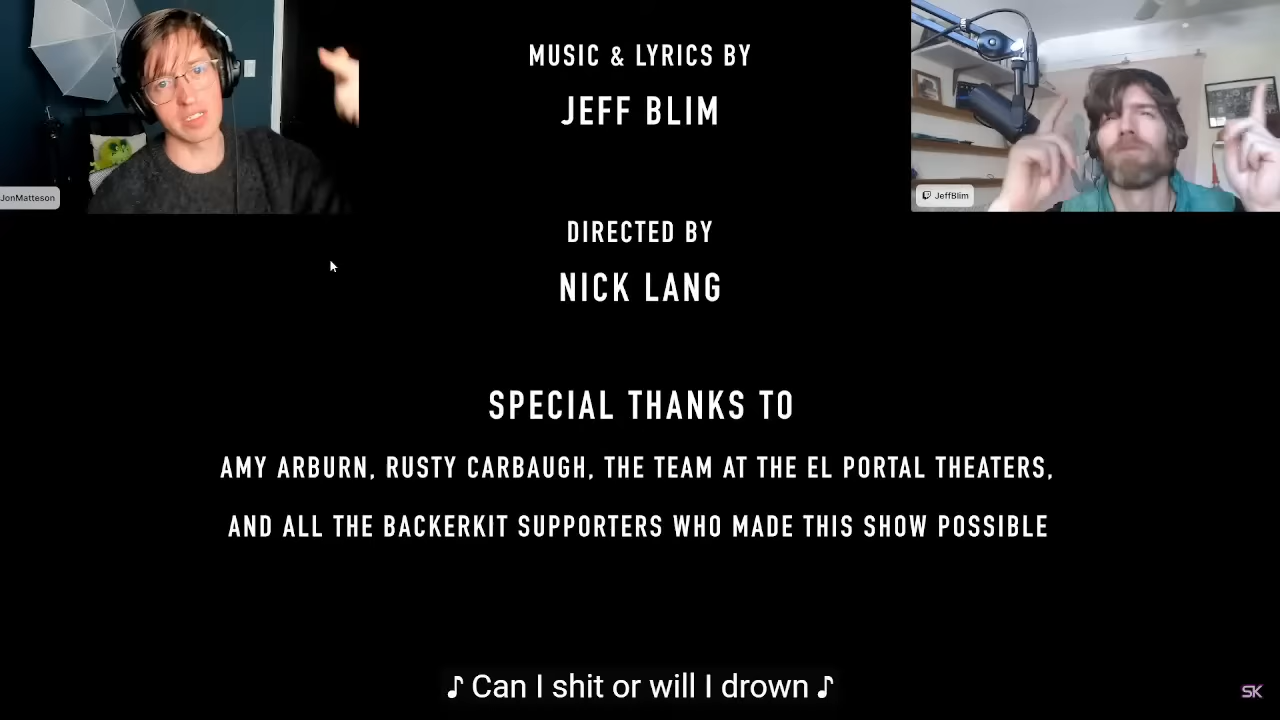 MUSIC & LYRICS BY
JEFF BLIM
JonMatteson
JeffBlim
DIRECTED BY
NICK LANG
SPECIAL THANKS TO
AMY ARBURN, RUSTY CARBAUGH, THE TEAM AT THE EL PORTAL THEATERS,
AND ALL THE BACKERKIT SUPPORTERS WHO MADE THIS SHOW POSSIBLE
♪ Can I shit or will I drown ♪
SK